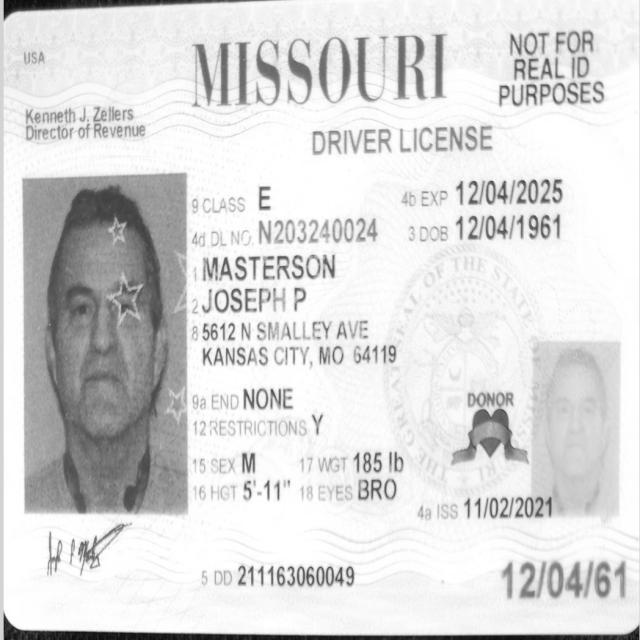 USA
MISSOURI
NOT FOR
REAL ID
PURPOSES
Kenneth J. Zellers
Director of Revenue
DRIVER LICENSE
9 CLASS E
4b EXP 12/04/2025
4d DL NO. N203240024
3 DOB 12/04/1961
1 MASTERSON
2 JOSEPH P
8 5612 N SMALLEY AVE
KANSAS CITY, MO 64119
9a END NONE
12 RESTRICTIONS Y
DONOR
15 SEX M 17 WGT 185 lb
16 HGT 5'-11" 18 EYES BRO
4a ISS 11/02/2021
5 DD 211163060049
12/04/61
THE GREAT SEAL OF THE STATE